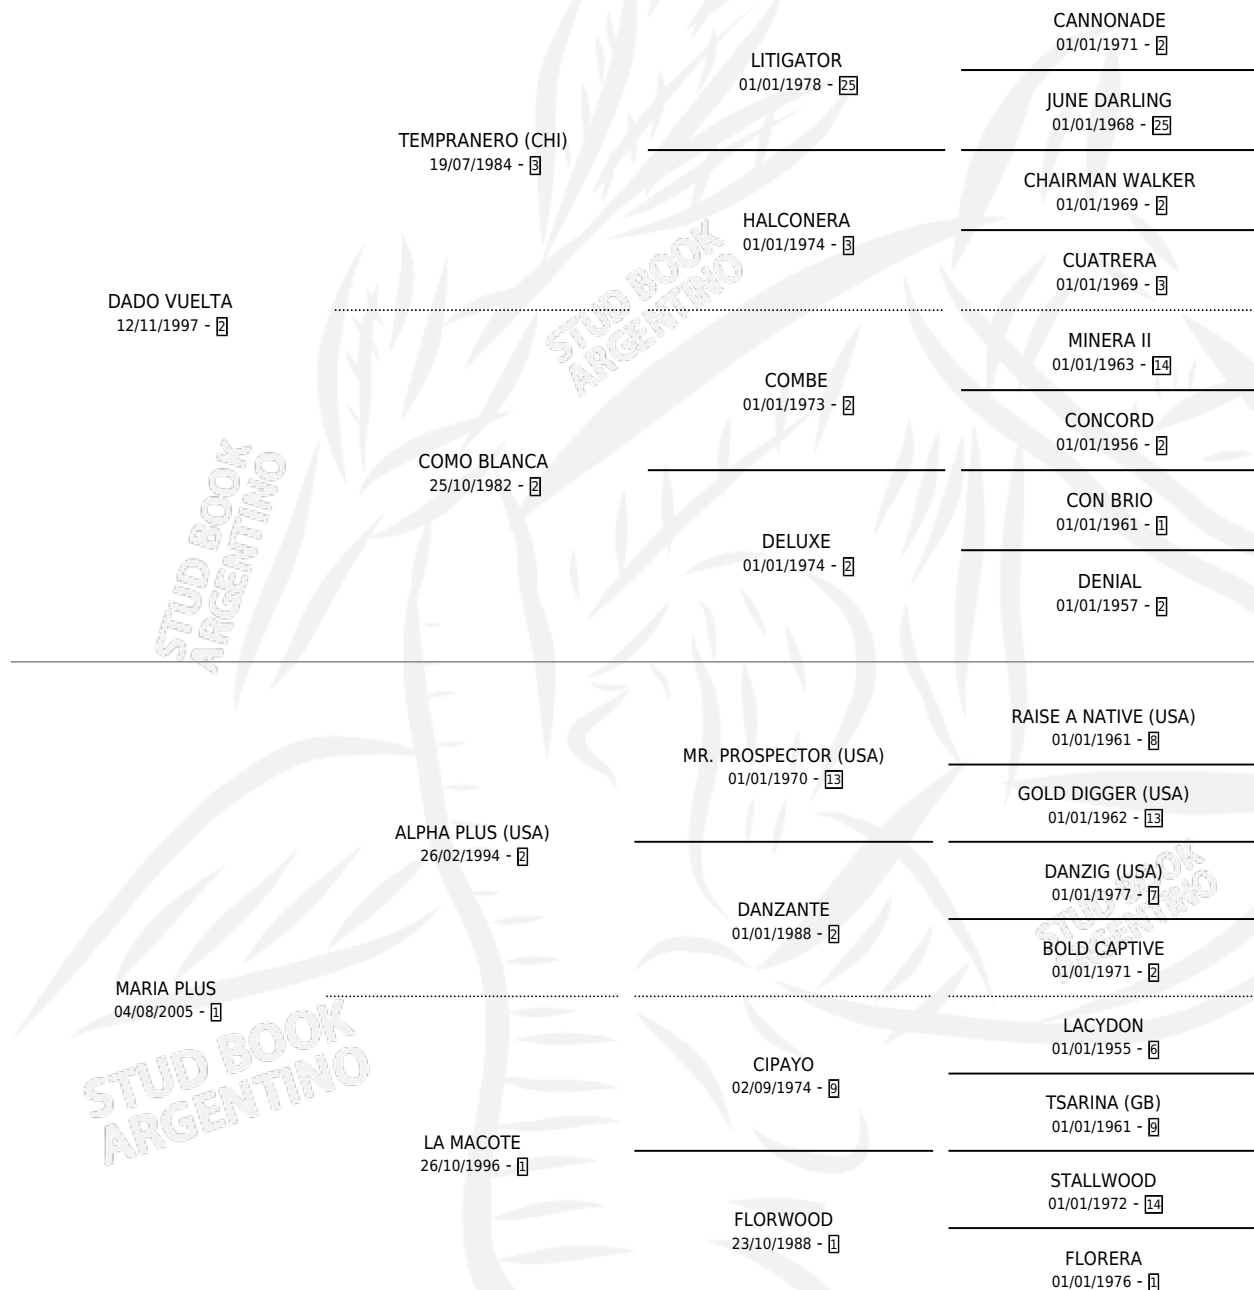 CANNONADE
01/01/1971 - 2
LITIGATOR
01/01/1978 - 25
JUNE DARLING
01/01/1968 - 25
TEMPRANERO (CHI)
19/07/1984 - 3
CHAIRMAN WALKER
01/01/1969 - 2
HALCONERA
01/01/1974 - 3
CUATRERA
01/01/1969 - 3
DADO VUELTA
12/11/1997 - 2
MINERA II
01/01/1963 - 14
COMBE
01/01/1973 - 2
CONCORD
01/01/1956 - 2
COMO BLANCA
25/10/1982 - 2
CON BRIO
01/01/1961 - 1
DELUXE
01/01/1974 - 2
DENIAL
01/01/1957 - 2
RAISE A NATIVE (USA)
01/01/1961 - 8
MR. PROSPECTOR (USA)
01/01/1970 - 13
GOLD DIGGER (USA)
01/01/1962 - 13
ALPHA PLUS (USA)
26/02/1994 - 2
DANZIG (USA)
01/01/1977 - 7
DANZANTE
01/01/1988 - 2
BOLD CAPTIVE
01/01/1971 - 2
MARIA PLUS
04/08/2005 - 1
LACYDON
01/01/1955 - 6
CIPAYO
02/09/1974 - 9
TSARINA (GB)
01/01/1961 - 9
LA MACOTE
26/10/1996 - 1
STALLWOOD
01/01/1972 - 14
FLORWOOD
23/10/1988 - 1
FLORERA
01/01/1976 - 1
STUD BOOK
ARGENTINO
STUD BOOK
ARGENTINO
STUD BOOK
ARGENTINO
STUD BOOK
ARGENTINO